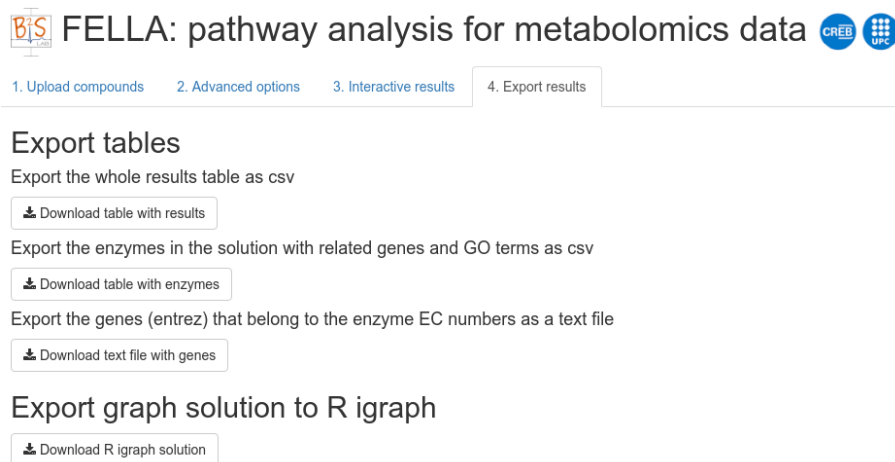 B2S LAB FELLA: pathway analysis for metabolomics data CREB UPC
1. Upload compounds 2. Advanced options 3. Interactive results 4. Export results
Export tables
Export the whole results table as csv
Download table with results
Export the enzymes in the solution with related genes and GO terms as csv
Download table with enzymes
Export the genes (entrez) that belong to the enzyme EC numbers as a text file
Download text file with genes
Export graph solution to R igraph
Download R igraph solution